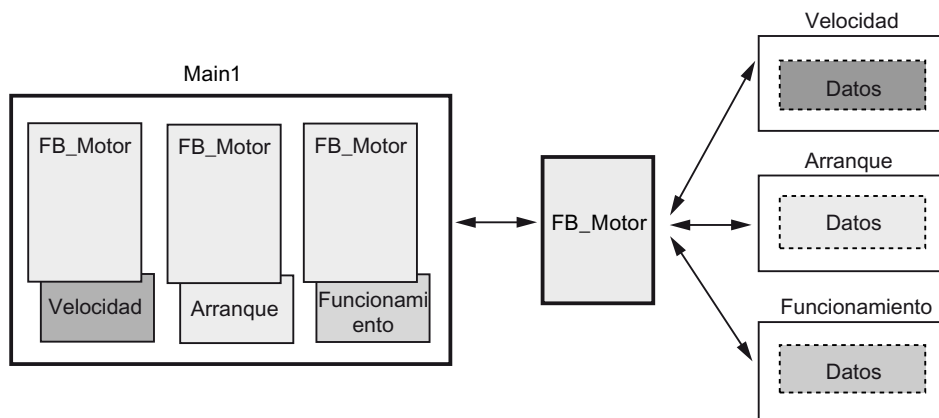 Main1
FB_Motor
Velocidad
FB_Motor
Arranque
FB_Motor
Funcionami
ento
FB_Motor
Velocidad
Datos
Arranque
Datos
Funcionamiento
Datos